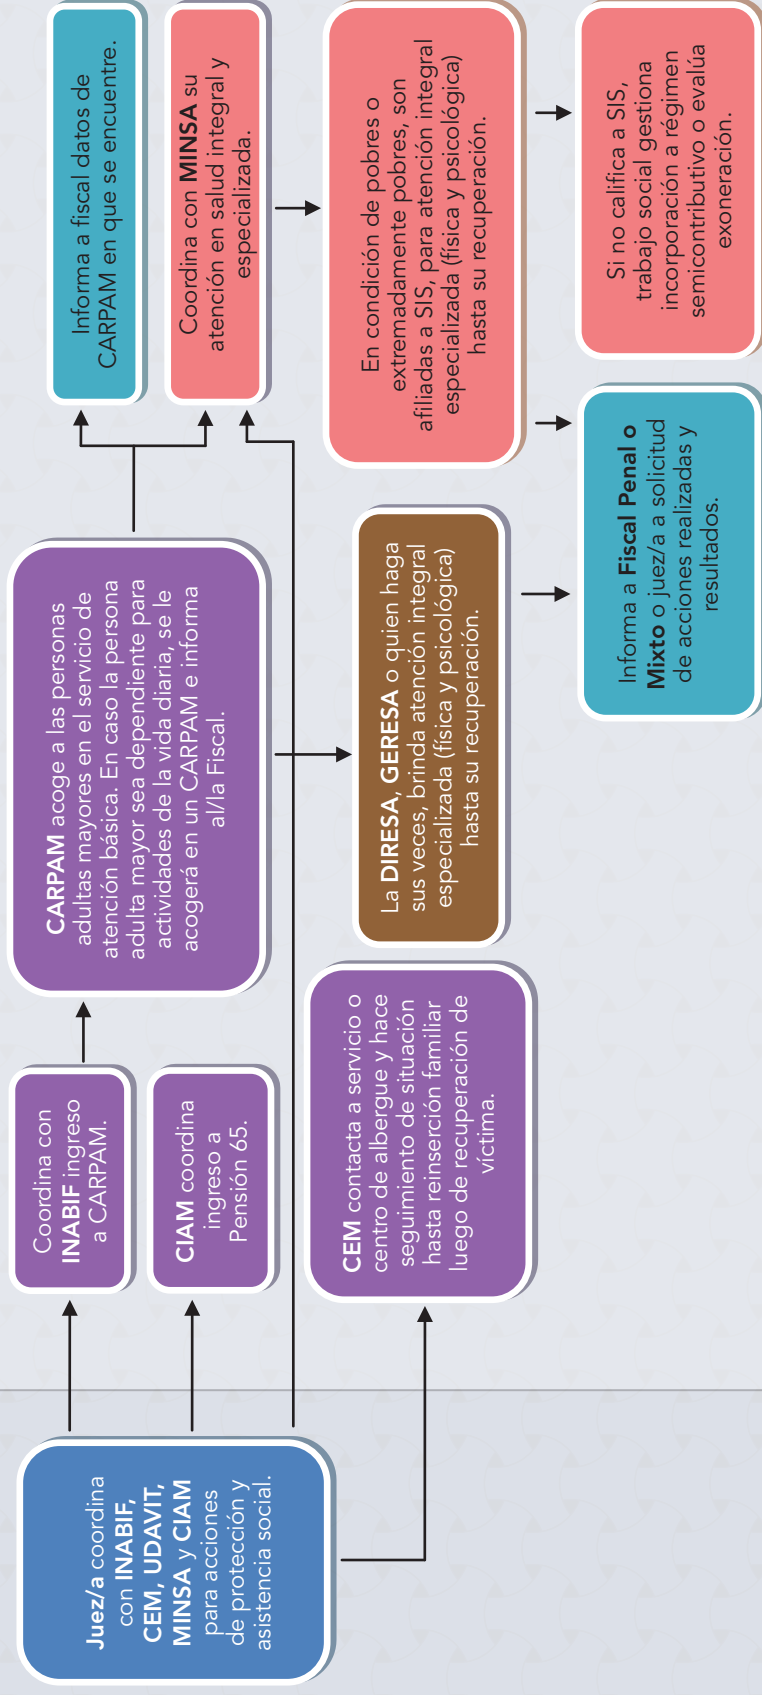 Juez/a coordina
con INABIF,
CEM, UDAVIT,
MINSA y CIAM
para acciones
de protección y
asistencia social.
Coordina con
INABIF ingreso
a CARPAM.
CIAM coordina
ingreso a
Pensión 65.
CEM contacta a servicio o
centro de albergue y hace
seguimiento de situación
hasta reinserción familiar
luego de recuperación de
víctima.
CARPAM acoge a las personas
adultas mayores en el servicio de
atención básica. En caso la persona
adulta mayor sea dependiente para
actividades de la vida diaria, se le
acogerá en un CARPAM e informa
al/la Fiscal.
La DIRESA, GERESA o quien haga
sus veces, brinda atención integral
especializada (física y psicológica)
hasta su recuperación.
Informa a fiscal datos de
CARPAM en que se encuentre.
Coordina con MINSA su
atención en salud integral y
especializada.
En condición de pobres o
extremadamente pobres, son
afiliadas a SIS, para atención integral
especializada (física y psicológica)
hasta su recuperación.
Informa a Fiscal Penal o
Mixto o juez/a a solicitud
de acciones realizadas y
resultados.
Si no califica a SIS,
trabajo social gestiona
incorporación a régimen
semicontributivo o evalúa
exoneración.